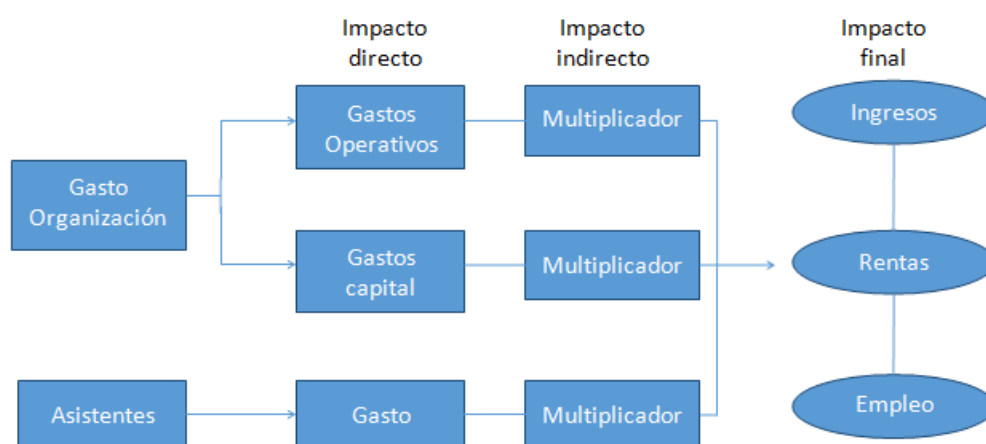 Impacto
directo
Impacto
indirecto
Impacto
final
Gasto
Organización
Gastos
Operativos
Multiplicador
Ingresos
Gastos
capital
Multiplicador
Rentas
Asistentes
Gasto
Multiplicador
Empleo